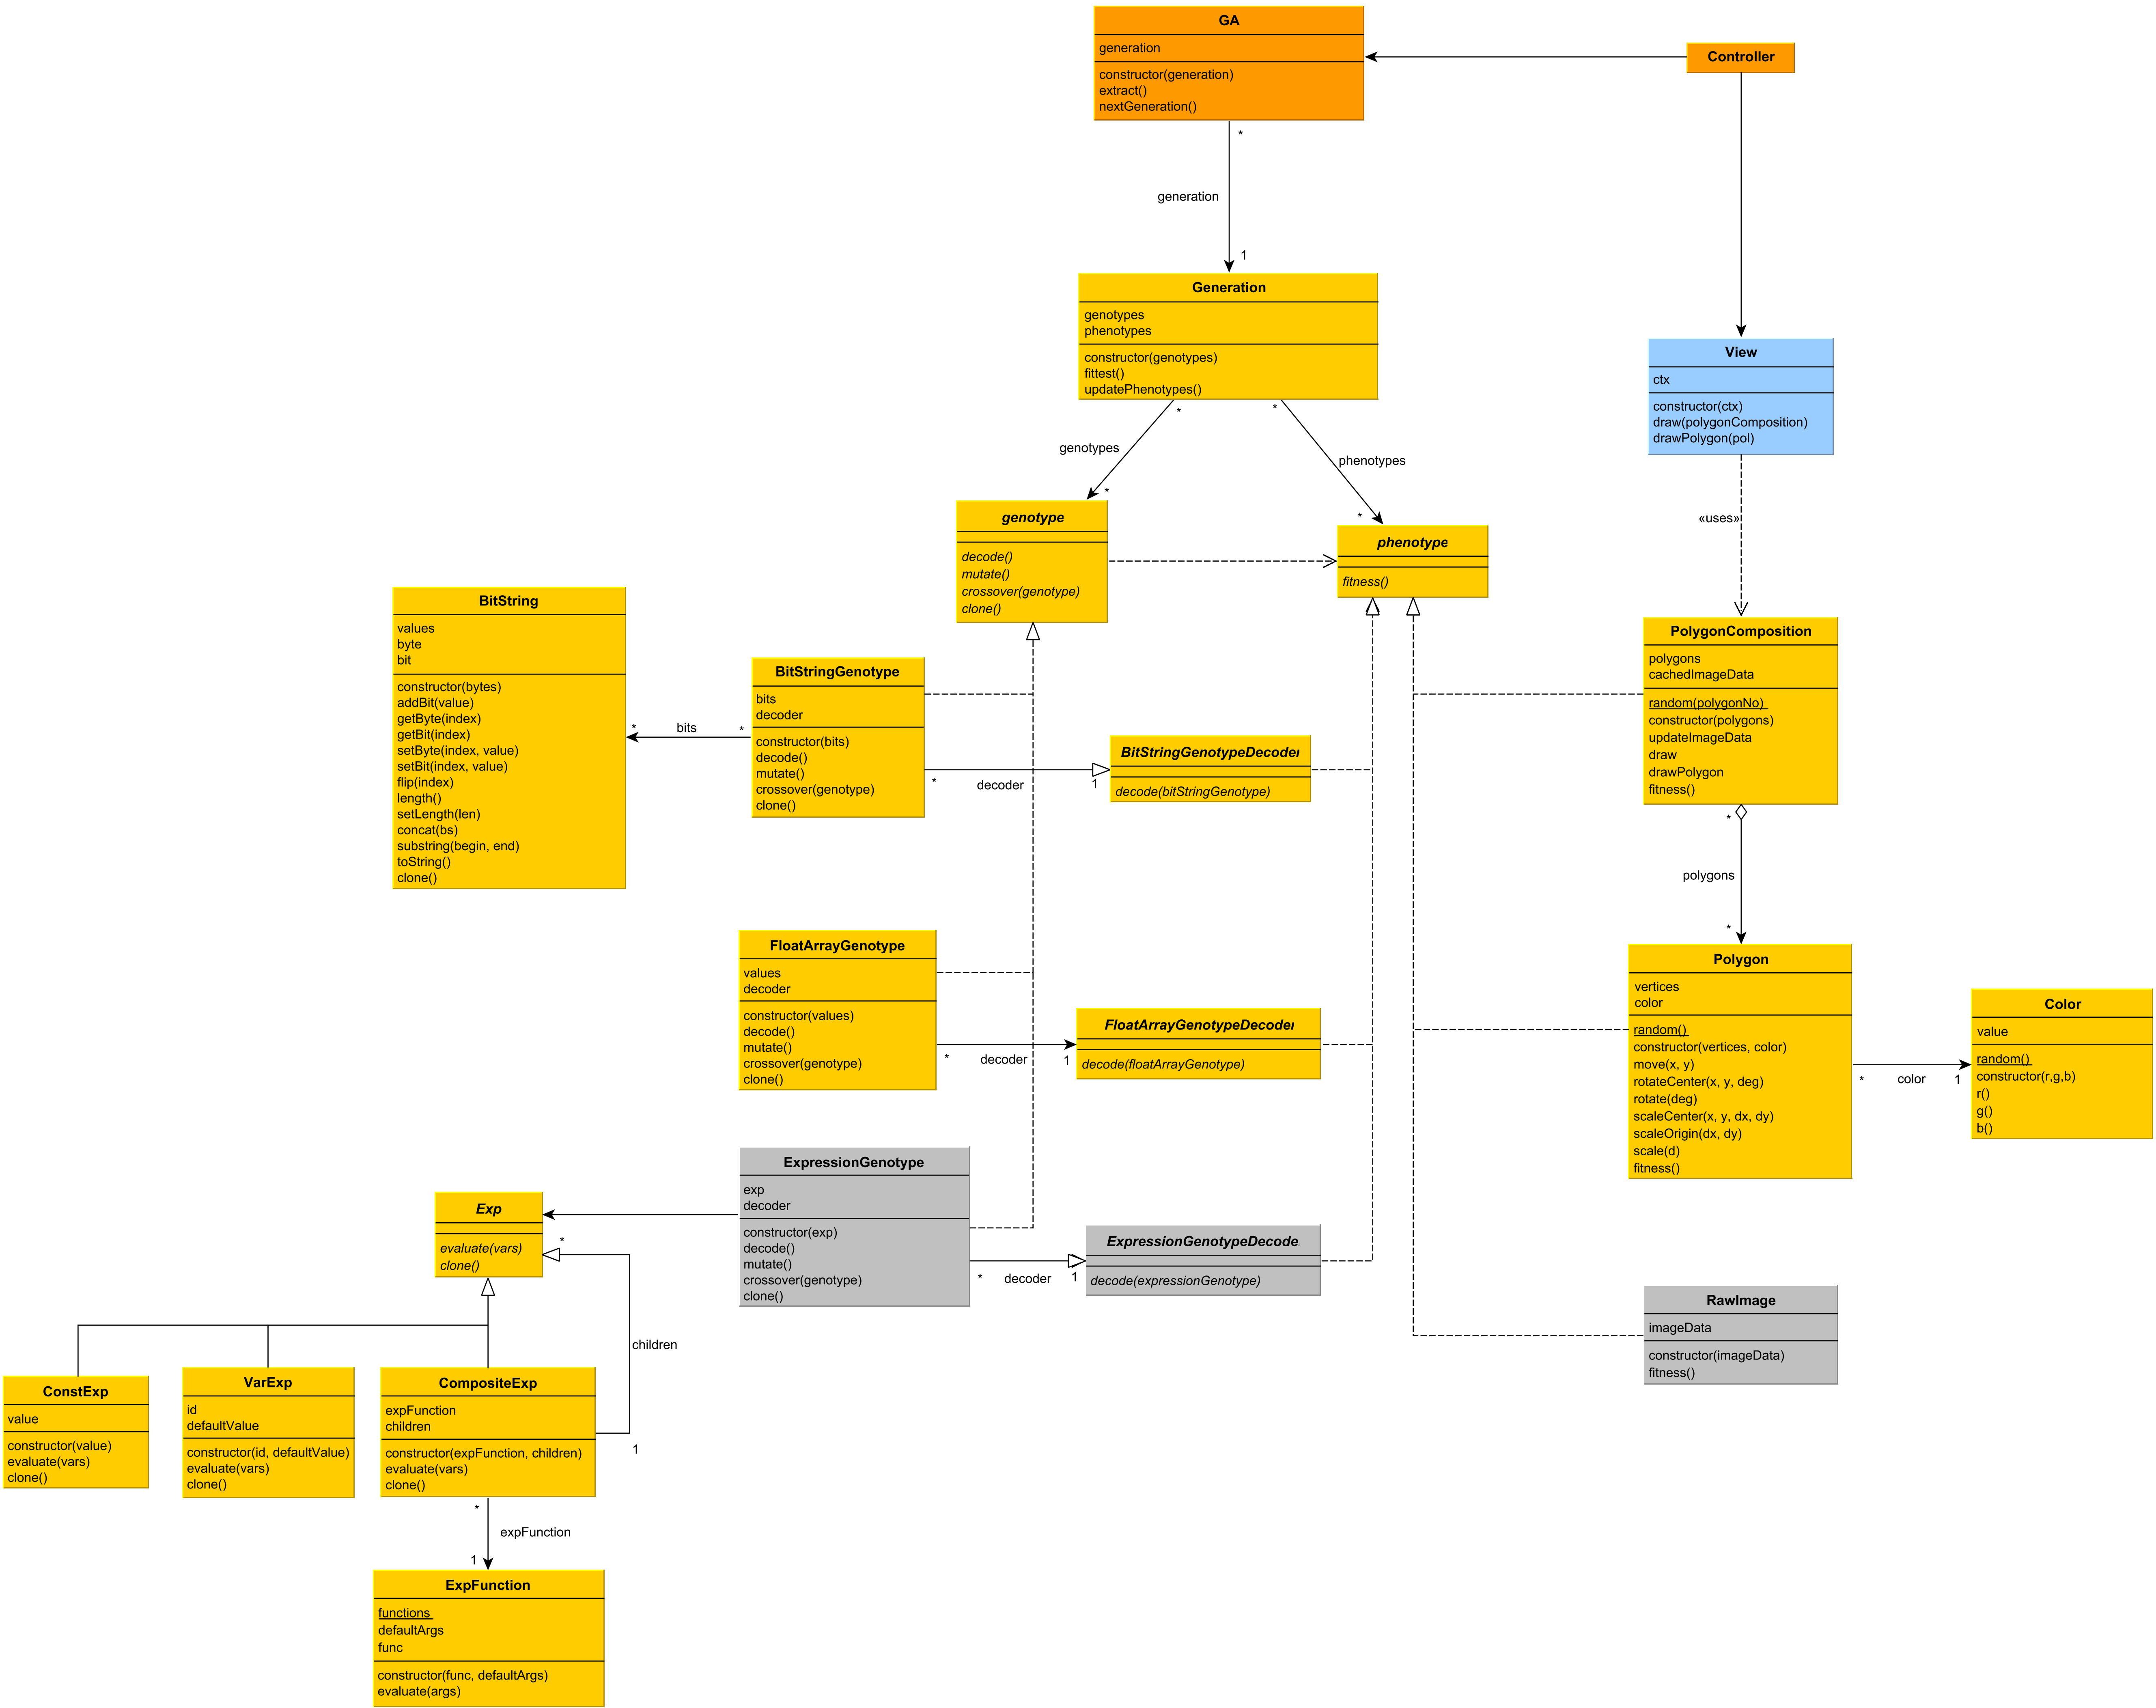 GA
generation
constructor(generation)
extract()
nextGeneration()
Controller
*
generation
1
Generation
genotypes
phenotypes
constructor(genotypes)
fittest()
updatePhenotypes()
View
ctx
constructor(ctx)
draw(polygonComposition)
drawPolygon(pol)
*
*
genotypes
phenotypes
*
*
«uses»
genotype
decode()
mutate()
crossover(genotype)
clone()
phenotype
fitness()
BitString
values
byte
bit
constructor(bytes)
addBit(value)
getByte(index)
getBit(index)
setByte(index, value)
setBit(index, value)
flip(index)
length()
setLength(len)
concat(bs)
substring(begin, end)
toString()
clone()
* bits *
BitStringGenotype
bits
decoder
constructor(bits)
decode()
mutate()
crossover(genotype)
clone()
* decoder 1
BitStringGenotypeDecoder
decode(bitStringGenotype)
PolygonComposition
polygons
cachedImageData
random(polygonNo)
constructor(polygons)
updateImageData
draw
drawPolygon
fitness()
*
polygons
*
FloatArrayGenotype
values
decoder
constructor(values)
decode()
mutate()
crossover(genotype)
clone()
* decoder 1
FloatArrayGenotypeDecoder
decode(floatArrayGenotype)
Polygon
vertices
color
random()
constructor(vertices, color)
move(x, y)
rotateCenter(x, y, deg)
rotate(deg)
scaleCenter(x, y, dx, dy)
scaleOrigin(dx, dy)
scale(d)
fitness()
* color 1
Color
value
random()
constructor(r,g,b)
r()
g()
b()
ExpressionGenotype
exp
decoder
constructor(exp)
decode()
mutate()
crossover(genotype)
clone()
* decoder 1
ExpressionGenotypeDecode
decode(expressionGenotype)
Exp
evaluate(vars)
clone()
*
children
1
RawImage
imageData
constructor(imageData)
fitness()
ConstExp
value
constructor(value)
evaluate(vars)
clone()
VarExp
id
defaultValue
constructor(id, defaultValue)
evaluate(vars)
clone()
CompositeExp
expFunction
children
constructor(expFunction, children)
evaluate(vars)
clone()
*
expFunction
1
ExpFunction
functions
defaultArgs
func
constructor(func, defaultArgs)
evaluate(args)